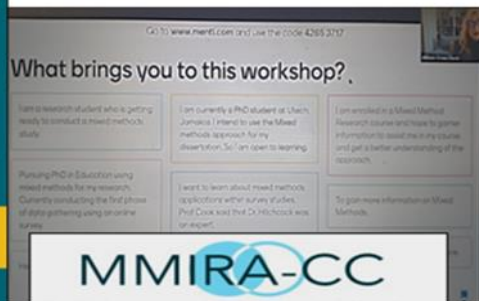 Go to www.menti.com and use the code 4265 3717
What brings you to this workshop?
I am a research student who is getting
ready to conduct a mixed methods
study.
I am currently a PhD student at Utech,
Jamaica. I intend to use the Mixed
methods approach for my
dissertation. So I am open to learning.
I am enrolled in a Mixed Method
Research course and hope to garner
information to assist me in my course
and get a better understanding of the
approach.
Pursuing PhD in Education using
mixed methods for my research.
Currently conducting the first phase
of data gathering using an online
survey.
I want to learn about mixed methods
applications within survey studies.
Prof Cook said that Dr. Hitchcock was
an expert.
To gain more information on Mixed
Methods.
MMIRA-CC